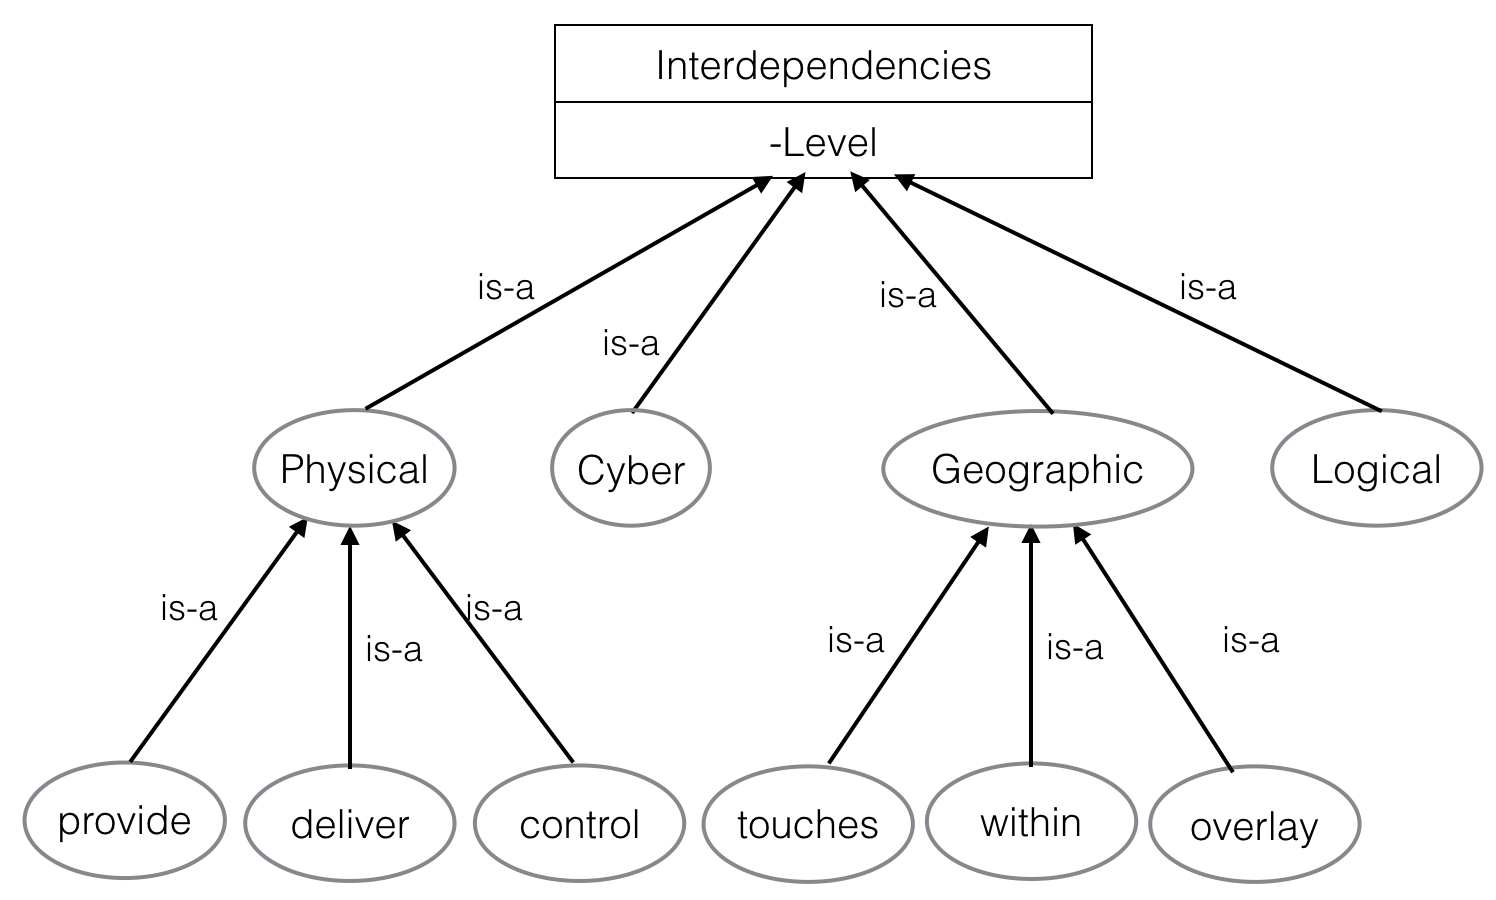 Interdependencies
-Level
is-a
is-a
is-a
is-a
Physical
Cyber
Geographic
Logical
is-a
is-a
is-a
is-a
is-a
is-a
provide
deliver
control
touches
within
overlay